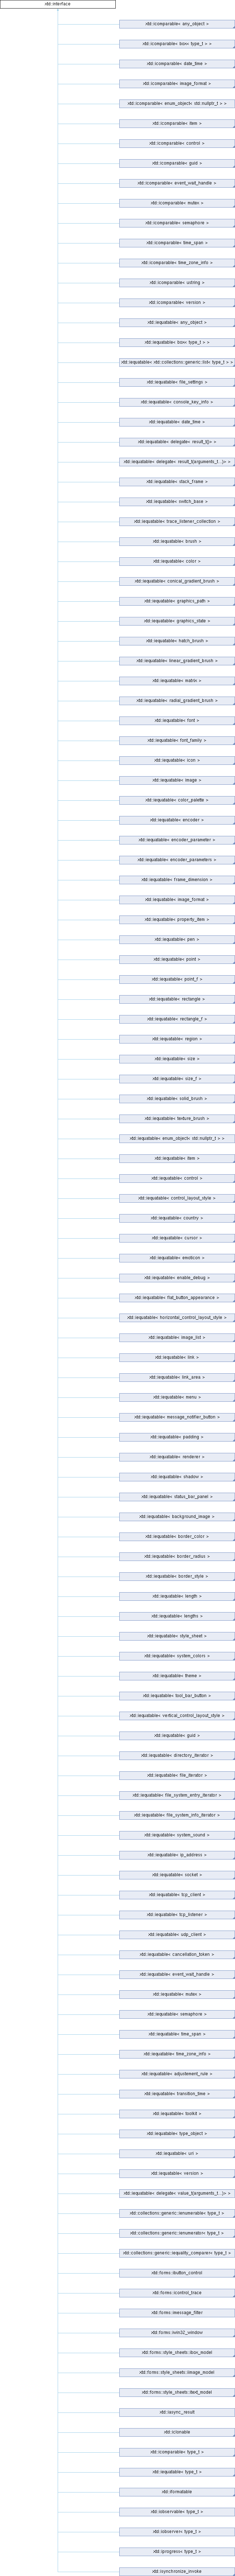 xtd::interface
xtd::icomparable< any_object >
xtd::icomparable< box< type_t > >
xtd::icomparable< date_time >
xtd::icomparable< image_format >
xtd::icomparable< enum_object< std::nullptr_t > >
xtd::icomparable< item >
xtd::icomparable< control >
xtd::icomparable< guid >
xtd::icomparable< event_wait_handle >
xtd::icomparable< mutex >
xtd::icomparable< semaphore >
xtd::icomparable< time_span >
xtd::icomparable< time_zone_info >
xtd::icomparable< ustring >
xtd::icomparable< version >
xtd::iequatable< any_object >
xtd::iequatable< box< type_t > >
xtd::iequatable< xtd::collections::generic::list< type_t > >
xtd::iequatable< file_settings >
xtd::iequatable< console_key_info >
xtd::iequatable< date_time >
xtd::iequatable< delegate< result_t()> >
xtd::iequatable< delegate< result_t(arguments_t...)> >
xtd::iequatable< stack_frame >
xtd::iequatable< switch_base >
xtd::iequatable< trace_listener_collection >
xtd::iequatable< brush >
xtd::iequatable< color >
xtd::iequatable< conical_gradient_brush >
xtd::iequatable< graphics_path >
xtd::iequatable< graphics_state >
xtd::iequatable< hatch_brush >
xtd::iequatable< linear_gradient_brush >
xtd::iequatable< matrix >
xtd::iequatable< radial_gradient_brush >
xtd::iequatable< font >
xtd::iequatable< font_family >
xtd::iequatable< icon >
xtd::iequatable< image >
xtd::iequatable< color_palette >
xtd::iequatable< encoder >
xtd::iequatable< encoder_parameter >
xtd::iequatable< encoder_parameters >
xtd::iequatable< frame_dimension >
xtd::iequatable< image_format >
xtd::iequatable< property_item >
xtd::iequatable< pen >
xtd::iequatable< point >
xtd::iequatable< point_f >
xtd::iequatable< rectangle >
xtd::iequatable< rectangle_f >
xtd::iequatable< region >
xtd::iequatable< size >
xtd::iequatable< size_f >
xtd::iequatable< solid_brush >
xtd::iequatable< texture_brush >
xtd::iequatable< enum_object< std::nullptr_t > >
xtd::iequatable< item >
xtd::iequatable< control >
xtd::iequatable< control_layout_style >
xtd::iequatable< country >
xtd::iequatable< cursor >
xtd::iequatable< emoticon >
xtd::iequatable< enable_debug >
xtd::iequatable< flat_button_appearance >
xtd::iequatable< horizontal_control_layout_style >
xtd::iequatable< image_list >
xtd::iequatable< link >
xtd::iequatable< link_area >
xtd::iequatable< menu >
xtd::iequatable< message_notifier_button >
xtd::iequatable< padding >
xtd::iequatable< renderer >
xtd::iequatable< shadow >
xtd::iequatable< status_bar_panel >
xtd::iequatable< background_image >
xtd::iequatable< border_color >
xtd::iequatable< border_radius >
xtd::iequatable< border_style >
xtd::iequatable< length >
xtd::iequatable< lengths >
xtd::iequatable< style_sheet >
xtd::iequatable< system_colors >
xtd::iequatable< theme >
xtd::iequatable< tool_bar_button >
xtd::iequatable< vertical_control_layout_style >
xtd::iequatable< guid >
xtd::iequatable< directory_iterator >
xtd::iequatable< file_iterator >
xtd::iequatable< file_system_entry_iterator >
xtd::iequatable< file_system_info_iterator >
xtd::iequatable< system_sound >
xtd::iequatable< ip_address >
xtd::iequatable< socket >
xtd::iequatable< tcp_client >
xtd::iequatable< tcp_listener >
xtd::iequatable< udp_client >
xtd::iequatable< cancellation_token >
xtd::iequatable< event_wait_handle >
xtd::iequatable< mutex >
xtd::iequatable< semaphore >
xtd::iequatable< time_span >
xtd::iequatable< time_zone_info >
xtd::iequatable< adjustement_rule >
xtd::iequatable< transition_time >
xtd::iequatable< toolkit >
xtd::iequatable< type_object >
xtd::iequatable< uri >
xtd::iequatable< version >
xtd::iequatable< delegate< value_t(arguments_t...)> >
xtd::collections::generic::ienumerable< type_t >
xtd::collections::generic::ienumerator< type_t >
xtd::collections::generic::iequality_comparer< type_t >
xtd::forms::ibutton_control
xtd::forms::icontrol_trace
xtd::forms::imessage_filter
xtd::forms::iwin32_window
xtd::forms::style_sheets::ibox_model
xtd::forms::style_sheets::iimage_model
xtd::forms::style_sheets::itext_model
xtd::iasync_result
xtd::iclonable
xtd::icomparable< type_t >
xtd::iequatable< type_t >
xtd::iformatable
xtd::iobservable< type_t >
xtd::iobserver< type_t >
xtd::iprogress< type_t >
xtd::isynchronize_invoke